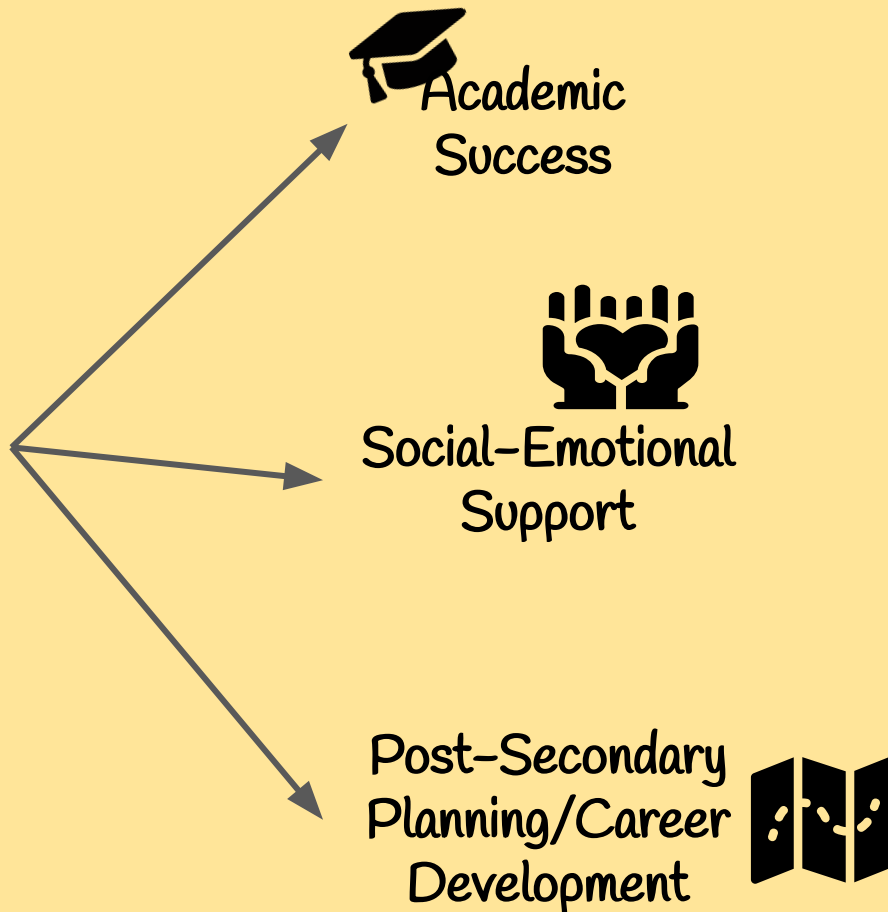 Academic
Success
Social-Emotional
Support
Post-Secondary
Planning/Career
Development